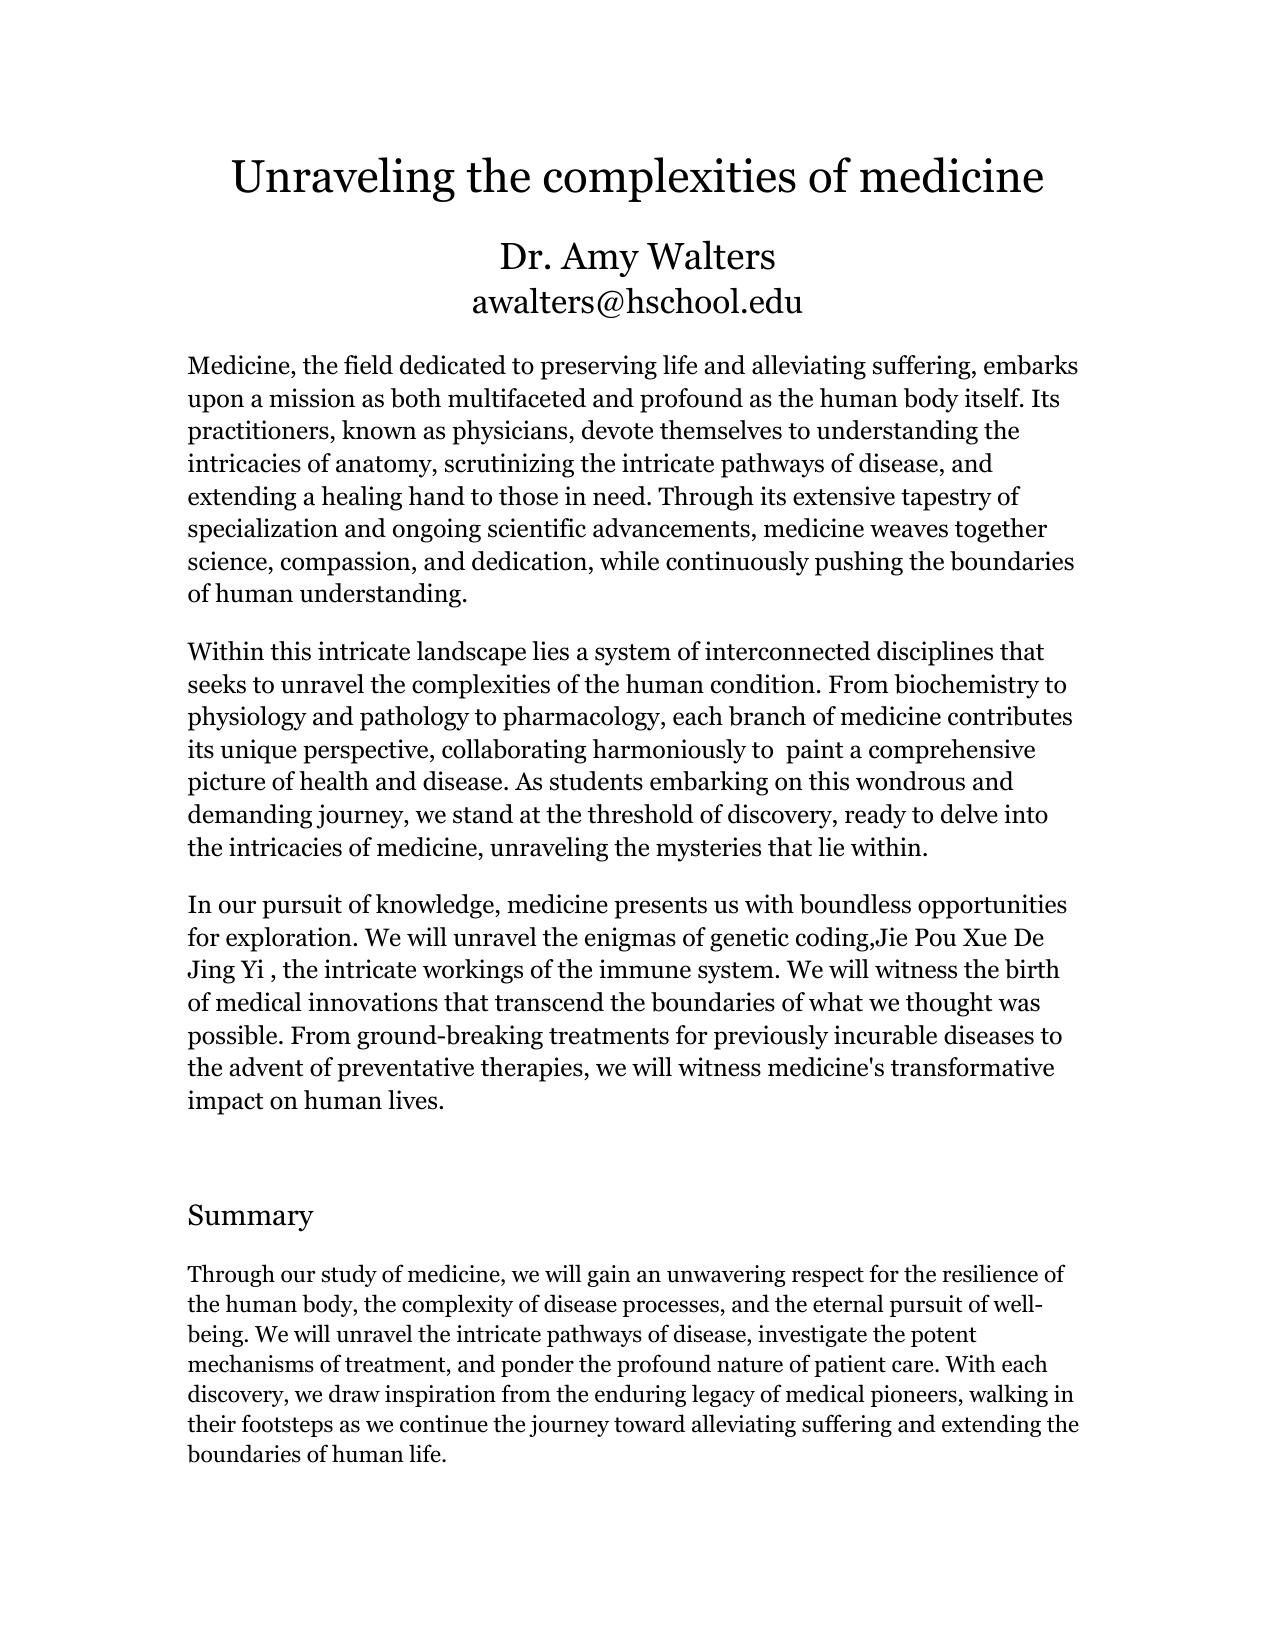 Unraveling the complexities of medicine
Dr. Amy Walters
awalters@hschool.edu
Medicine, the field dedicated to preserving life and alleviating suffering, embarks
upon a mission as both multifaceted and profound as the human body itself. Its
practitioners, known as physicians, devote themselves to understanding the
intricacies of anatomy, scrutinizing the intricate pathways of disease, and
extending a healing hand to those in need. Through its extensive tapestry of
specialization and ongoing scientific advancements, medicine weaves together
science, compassion, and dedication, while continuously pushing the boundaries
of human understanding.
Within this intricate landscape lies a system of interconnected disciplines that
seeks to unravel the complexities of the human condition. From biochemistry to
physiology and pathology to pharmacology, each branch of medicine contributes
its unique perspective, collaborating harmoniously to  paint a comprehensive
picture of health and disease. As students embarking on this wondrous and
demanding journey, we stand at the threshold of discovery, ready to delve into
the intricacies of medicine, unraveling the mysteries that lie within.
In our pursuit of knowledge, medicine presents us with boundless opportunities
for exploration. We will unravel the enigmas of genetic coding,Jie Pou Xue De
Jing Yi , the intricate workings of the immune system. We will witness the birth
of medical innovations that transcend the boundaries of what we thought was
possible. From ground-breaking treatments for previously incurable diseases to
the advent of preventative therapies, we will witness medicine's transformative
impact on human lives.
Summary
Through our study of medicine, we will gain an unwavering respect for the resilience of
the human body, the complexity of disease processes, and the eternal pursuit of well-
being. We will unravel the intricate pathways of disease, investigate the potent
mechanisms of treatment, and ponder the profound nature of patient care. With each
discovery, we draw inspiration from the enduring legacy of medical pioneers, walking in
their footsteps as we continue the journey toward alleviating suffering and extending the
boundaries of human life.